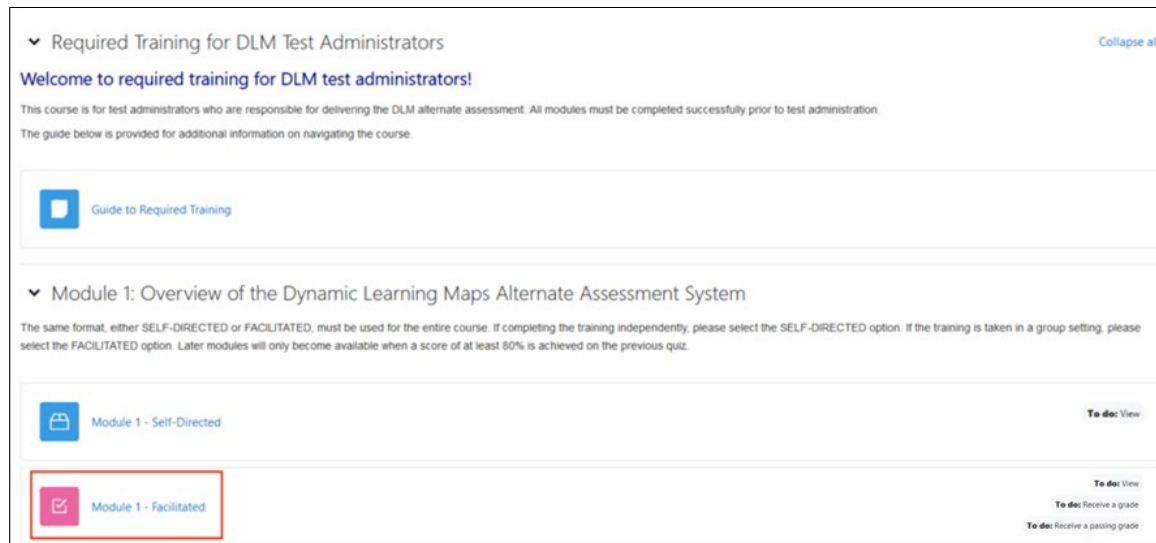 Required Training for DLM Test Administrators
Collapse al
Welcome to required training for DLM test administrators!
This course is for test administrators who are responsible for delivering the DLM alternate assessment. All modules must be completed successfully prior to test administration.
The guide below is provided for additional information on navigating the course.
Guide to Required Training
Module 1: Overview of the Dynamic Learning Maps Alternate Assessment System
The same format, either SELF-DIRECTED or FACILITATED, must be used for the entire course. If completing the training independently, please select the SELF-DIRECTED option. If the training is taken in a group setting, please
select the FACILITATED option. Later modules will only become available when a score of at least 80% is achieved on the previous quiz.
Module 1 - Self-Directed
To do: View
Module 1 - Facilitated
To do: View
To do: Receive a grade
To do: Receive a passing grade